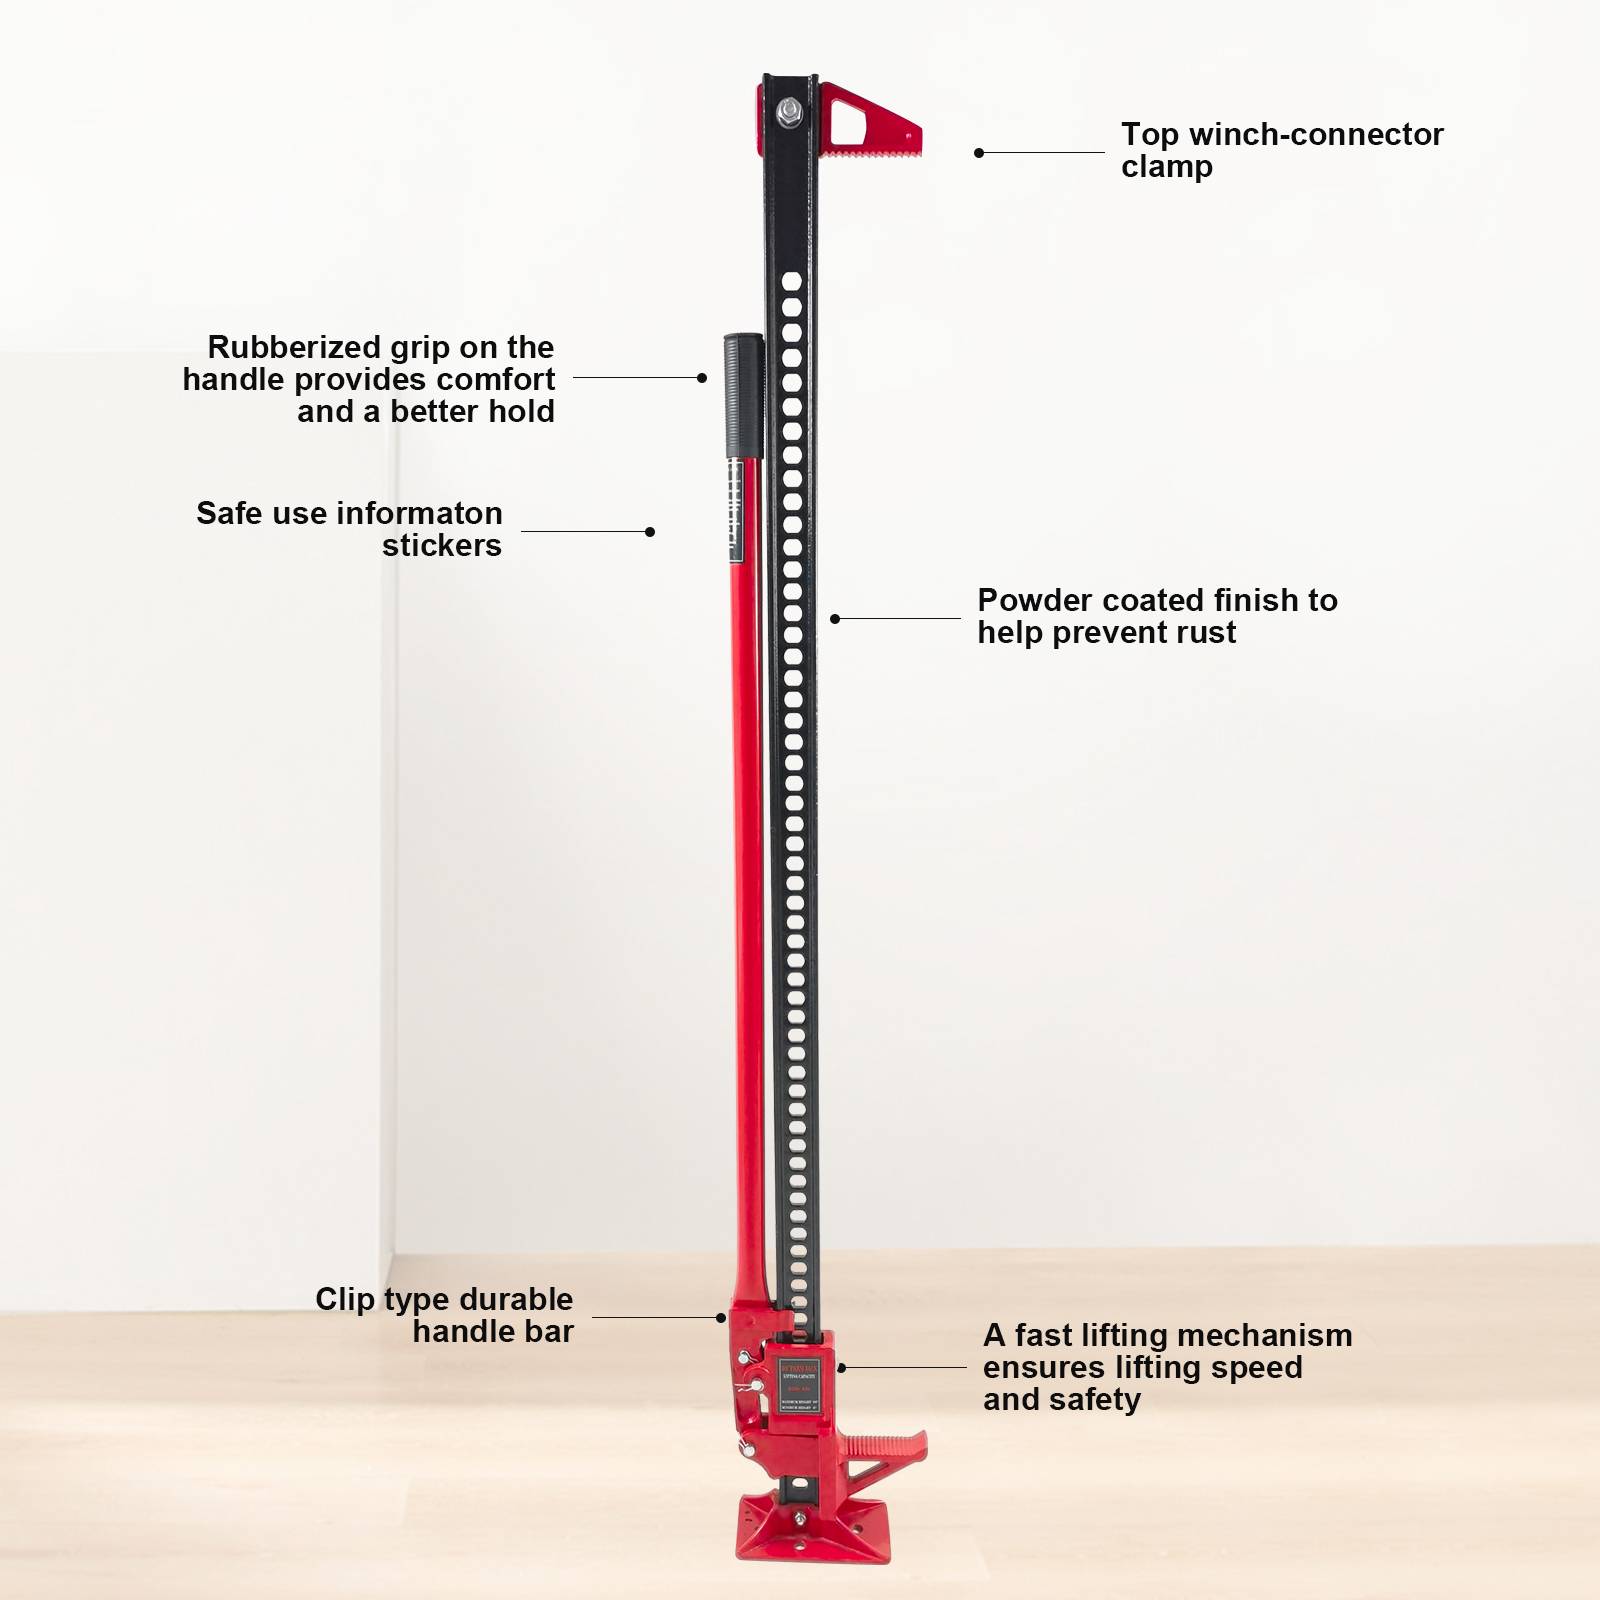 Top winch-connector
clamp
Rubberized grip on the
handle provides comfort
and a better hold
Safe use informaton
stickers
Powder coated finish to
help prevent rust
Clip type durable
handle bar
A fast lifting mechanism
ensures lifting speed
and safety
LIFTING CAPACITY